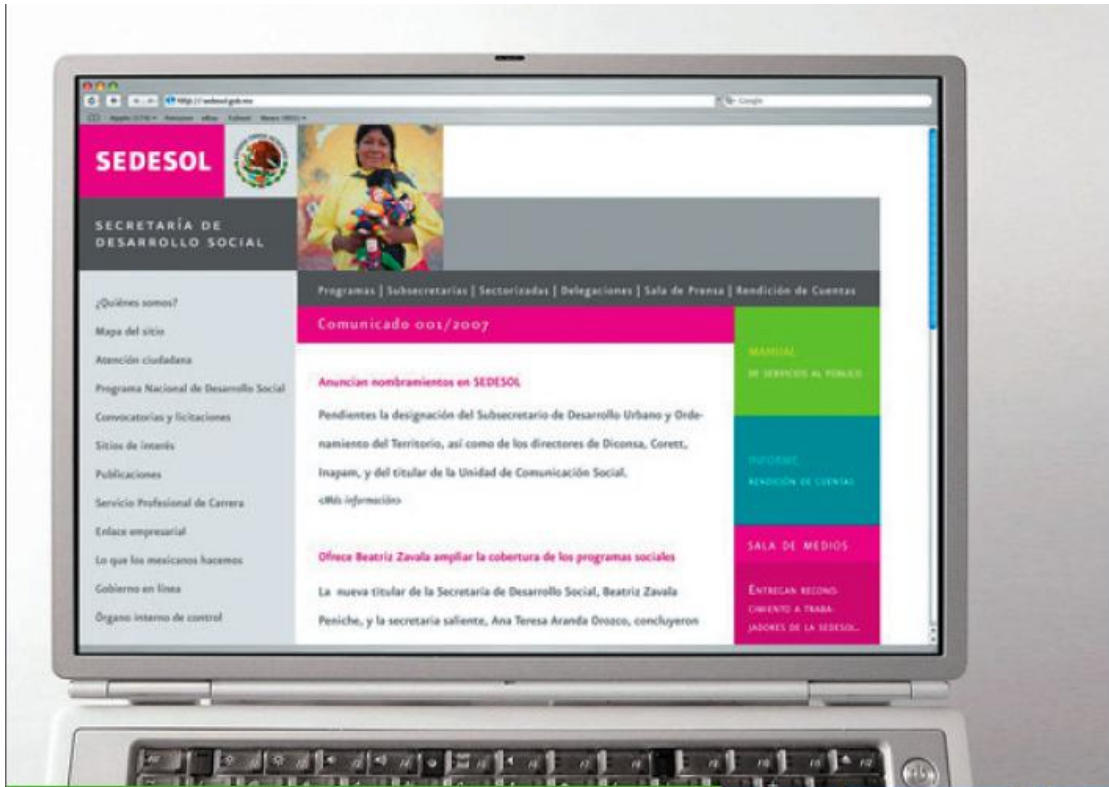 http://sedesol.gob.mx
Google
SEDESOL
SECRETARÍA DE
DESARROLLO SOCIAL
¿Quiénes somos?
Mapa del sitio
Atención ciudadana
Programa Nacional de Desarrollo Social
Convocatorias y licitaciones
Sitios de interés
Publicaciones
Servicio Profesional de Carrera
Enlace empresarial
Lo que los mexicanos hacemos
Gobierno en línea
Órgano interno de control
Programas | Subsecretarías | Sectorizadas | Delegaciones | Sala de Prensa | Rendición de Cuentas
Comunicado 001/2007
Anuncian nombramientos en SEDESOL
Pendientes la designación del Subsecretario de Desarrollo Urbano y Orde-
namiento del Territorio, así como de los directores de Diconsa, Corett,
Inapam, y del titular de la Unidad de Comunicación Social.
<Más información>
Ofrece Beatriz Zavala ampliar la cobertura de los programas sociales
La nueva titular de la Secretaría de Desarrollo Social, Beatriz Zavala
Peniche, y la secretaria saliente, Ana Teresa Aranda Orozco, concluyeron
MANUAL
DE SERVICIOS AL PÚBLICO
INFORME
RENDICIÓN DE CUENTAS
SALA DE MEDIOS
ENTREGAN RECONO-
CIMIENTO A TRABA-
JADORES DE LA SEDESOL...